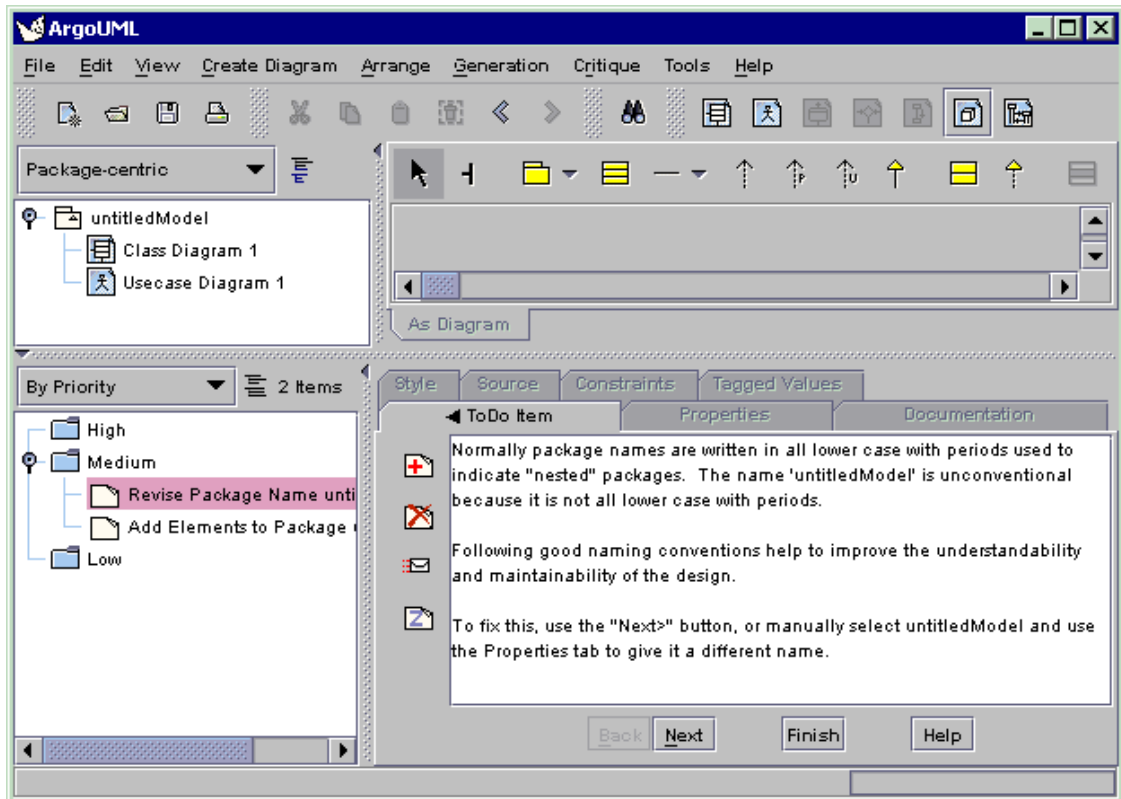 ArgoUML
File Edit View Create Diagram Arrange Generation Critique Tools Help
Package-centric
untitledModel
Class Diagram 1
Usecase Diagram 1
As Diagram
By Priority 2 Items
High
Medium
Revise Package Name unti
Add Elements to Package
Low
Style Source Constraints Tagged Values
ToDo Item Properties Documentation
Normally package names are written in all lower case with periods used to
indicate "nested" packages. The name 'untitledModel' is unconventional
because it is not all lower case with periods.
Following good naming conventions help to improve the understandability
and maintainability of the design.
To fix this, use the "Next>" button, or manually select untitledModel and use
the Properties tab to give it a different name.
Back Next Finish Help